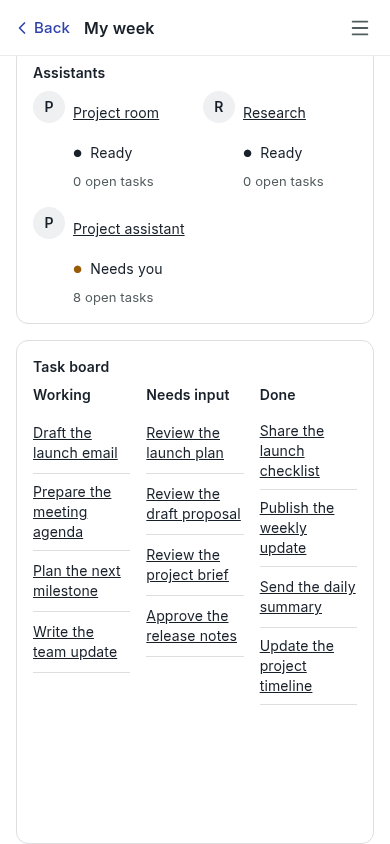 Back My week
Assistants
P Project room
Ready
0 open tasks
R Research
Ready
0 open tasks
P Project assistant
Needs you
8 open tasks
Task board
Working
Draft the
launch email
Prepare the
meeting
agenda
Plan the next
milestone
Write the
team update
Needs input
Review the
launch plan
Review the
draft proposal
Review the
project brief
Approve the
release notes
Done
Share the
launch
checklist
Publish the
weekly
update
Send the daily
summary
Update the
project
timeline